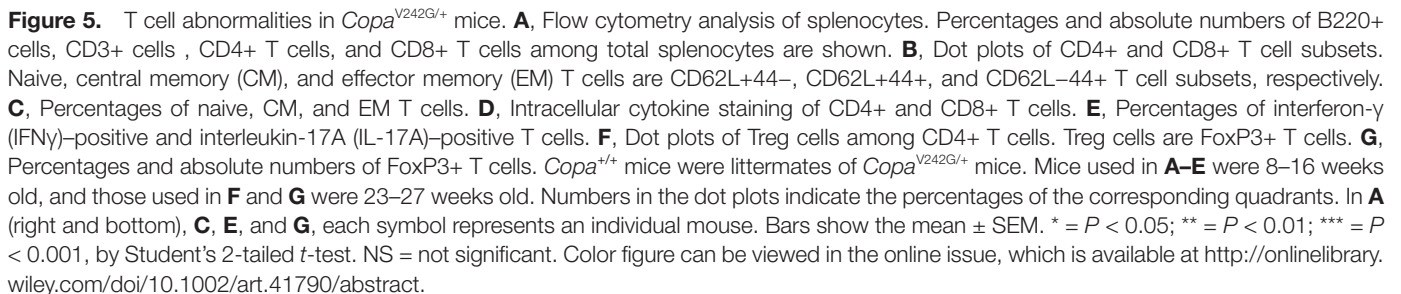 Figure 5. T cell abnormalities in Copa^V242G/+ mice. A, Flow cytometry analysis of splenocytes. Percentages and absolute numbers of B220+
cells, CD3+ cells , CD4+ T cells, and CD8+ T cells among total splenocytes are shown. B, Dot plots of CD4+ and CD8+ T cell subsets.
Naive, central memory (CM), and effector memory (EM) T cells are CD62L+44−, CD62L+44+, and CD62L−44+ T cell subsets, respectively.
C, Percentages of naive, CM, and EM T cells. D, Intracellular cytokine staining of CD4+ and CD8+ T cells. E, Percentages of interferon-γ
(IFNγ)–positive and interleukin-17A (IL-17A)–positive T cells. F, Dot plots of Treg cells among CD4+ T cells. Treg cells are FoxP3+ T cells. G,
Percentages and absolute numbers of FoxP3+ T cells. Copa^+/+ mice were littermates of Copa^V242G/+ mice. Mice used in A–E were 8–16 weeks
old, and those used in F and G were 23–27 weeks old. Numbers in the dot plots indicate the percentages of the corresponding quadrants. In A
(right and bottom), C, E, and G, each symbol represents an individual mouse. Bars show the mean ± SEM. * = P < 0.05; ** = P < 0.01; *** = P
< 0.001, by Student's 2-tailed t-test. NS = not significant. Color figure can be viewed in the online issue, which is available at http://onlinelibrary.
wiley.com/doi/10.1002/art.41790/abstract.